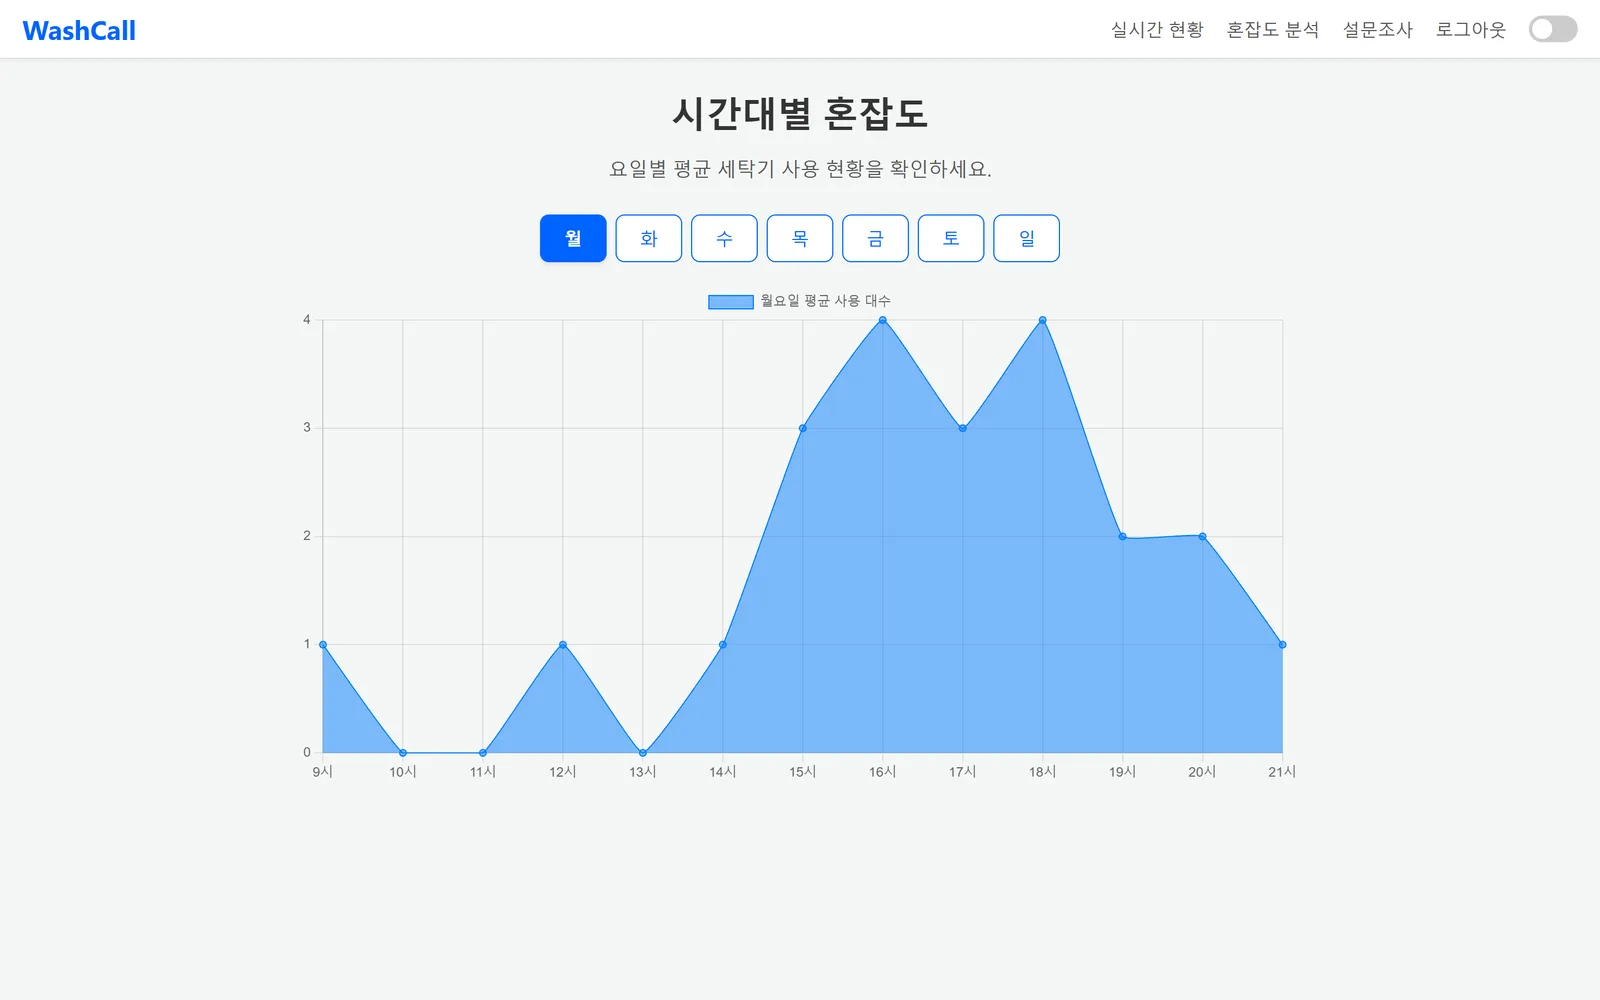 WashCall 실시간 현황 혼잡도 분석 설문조사 로그아웃
시간대별 혼잡도
요일별 평균 세탁기 사용 현황을 확인하세요.
월 화 수 목 금 토 일
월요일 평균 사용 대수
4
3
2
1
0
9시 10시 11시 12시 13시 14시 15시 16시 17시 18시 19시 20시 21시